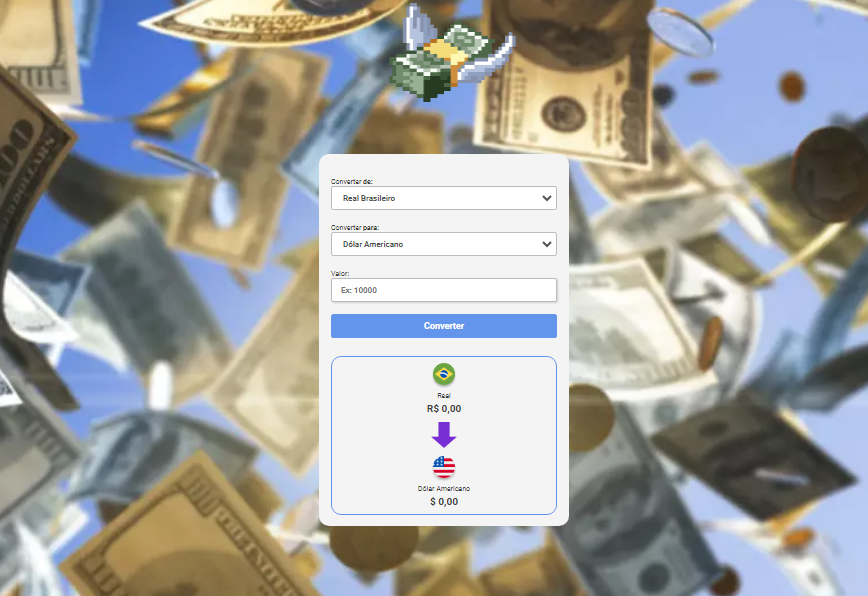 Converter de:
Real Brasileiro
Converter para:
Dólar Americano
Valor:
Ex: 10000
Converter
Real
R$ 0,00
Dólar Americano
$ 0,00